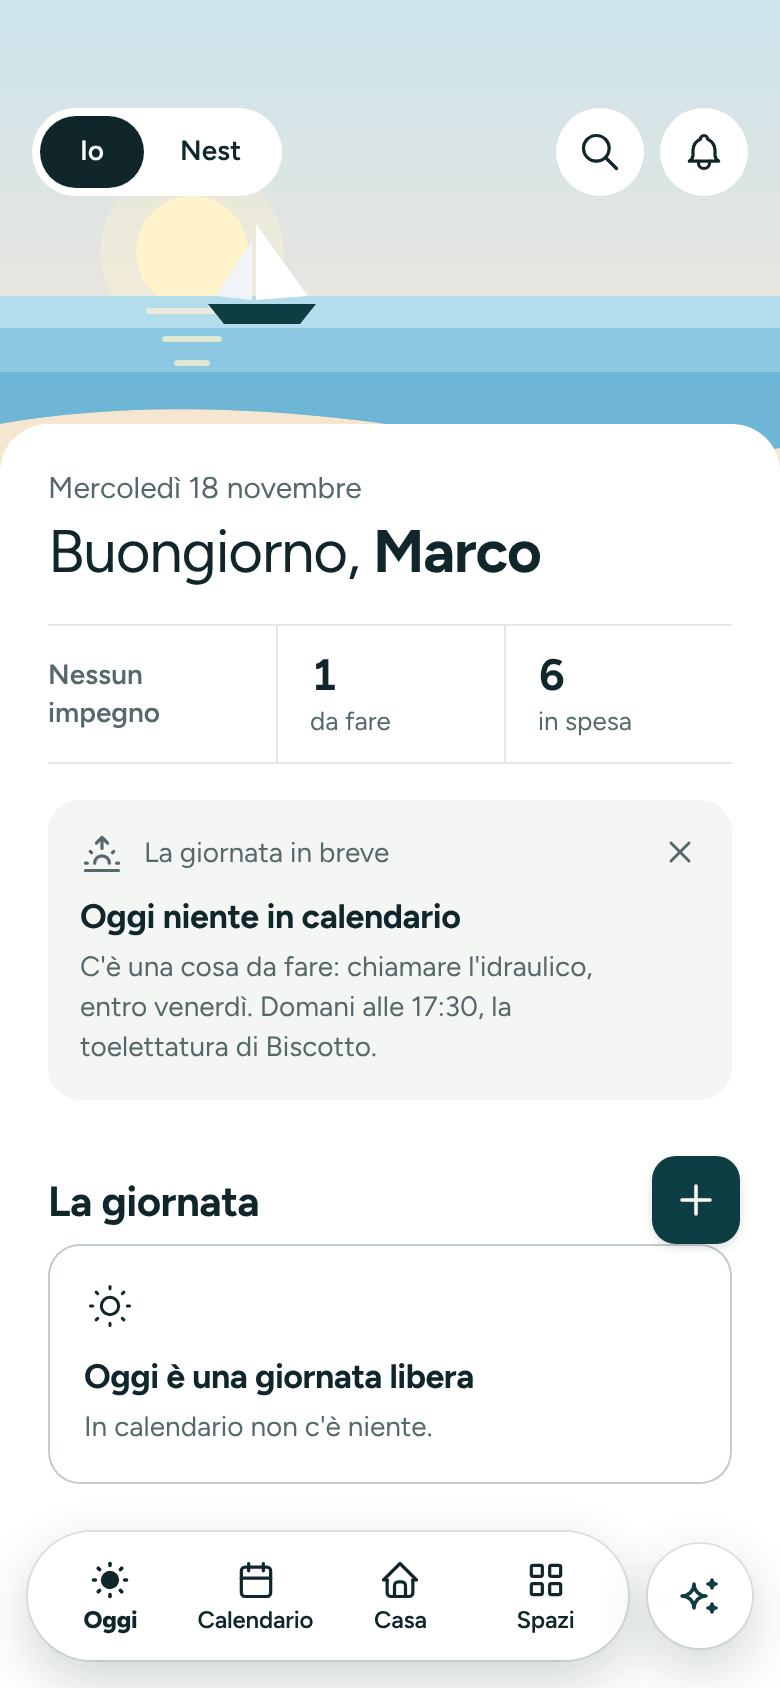 Io
Nest
Mercoledì 18 novembre
Buongiorno, Marco
Nessun
impegno
1
da fare
6
in spesa
La giornata in breve
Oggi niente in calendario
C'è una cosa da fare: chiamare l'idraulico,
entro venerdì. Domani alle 17:30, la
toelettatura di Biscotto.
La giornata
Oggi è una giornata libera
In calendario non c'è niente.
Oggi
Calendario
Casa
Spazi